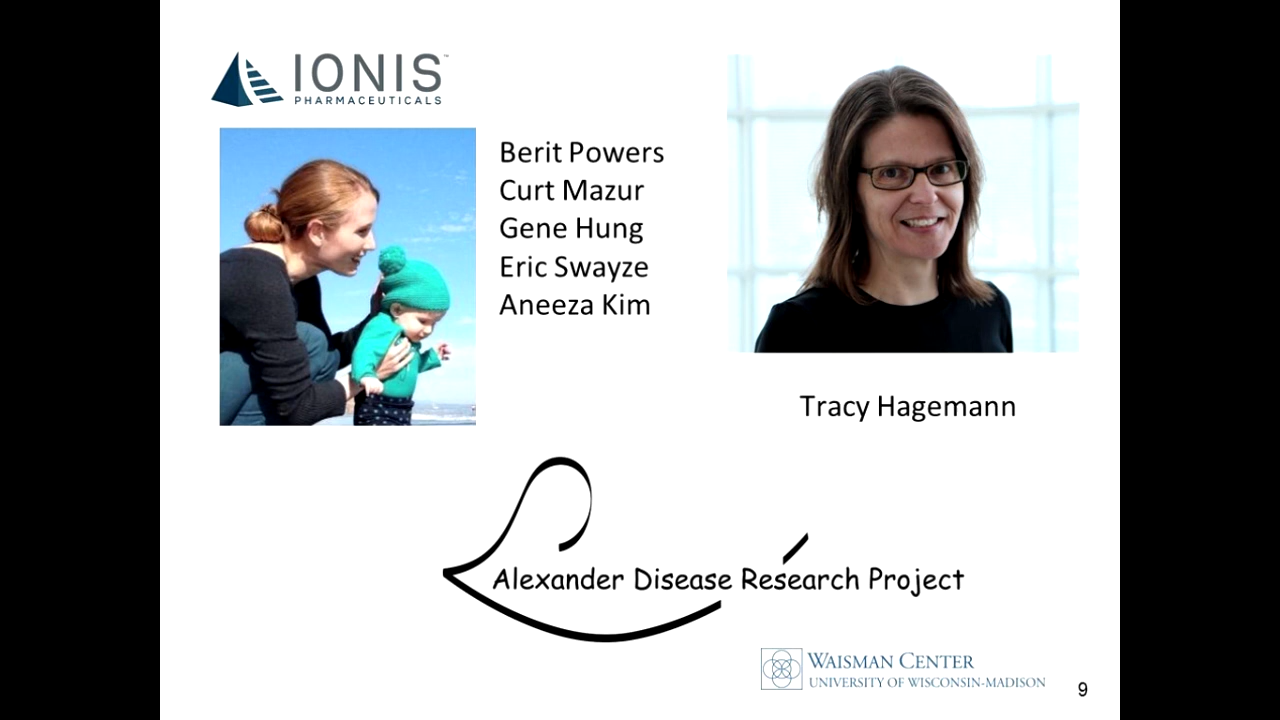 IONIS™
PHARMACEUTICALS
Berit Powers
Curt Mazur
Gene Hung
Eric Swayze
Aneeza Kim
Tracy Hagemann
Alexander Disease Research Project
WAISMAN CENTER
UNIVERSITY OF WISCONSIN-MADISON
9